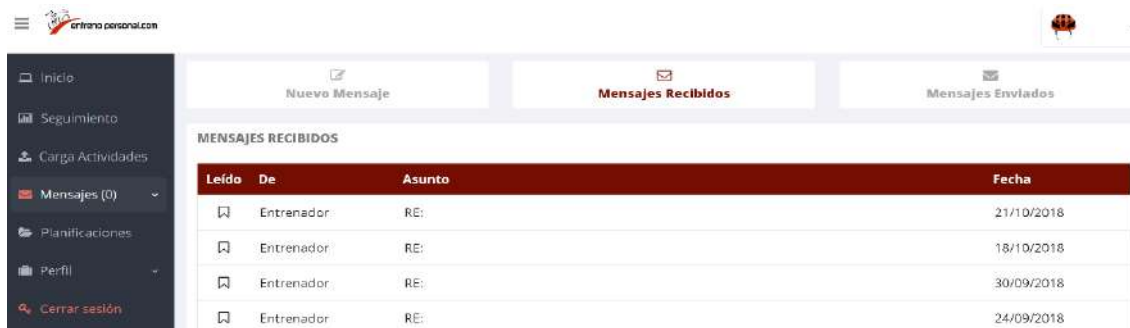 entrena personal.com
Inicio
Seguimiento
Carga Actividades
Mensajes (0)
Planificaciones
Perfil
Cerrar sesión
Nuevo Mensaje
Mensajes Recibidos
Mensajes Enviados
MENSAJES RECIBIDOS
Leído De Asunto Fecha
Entrenador RE: 21/10/2018
Entrenador RE: 18/10/2018
Entrenador RE: 30/09/2018
Entrenador RE: 24/09/2018